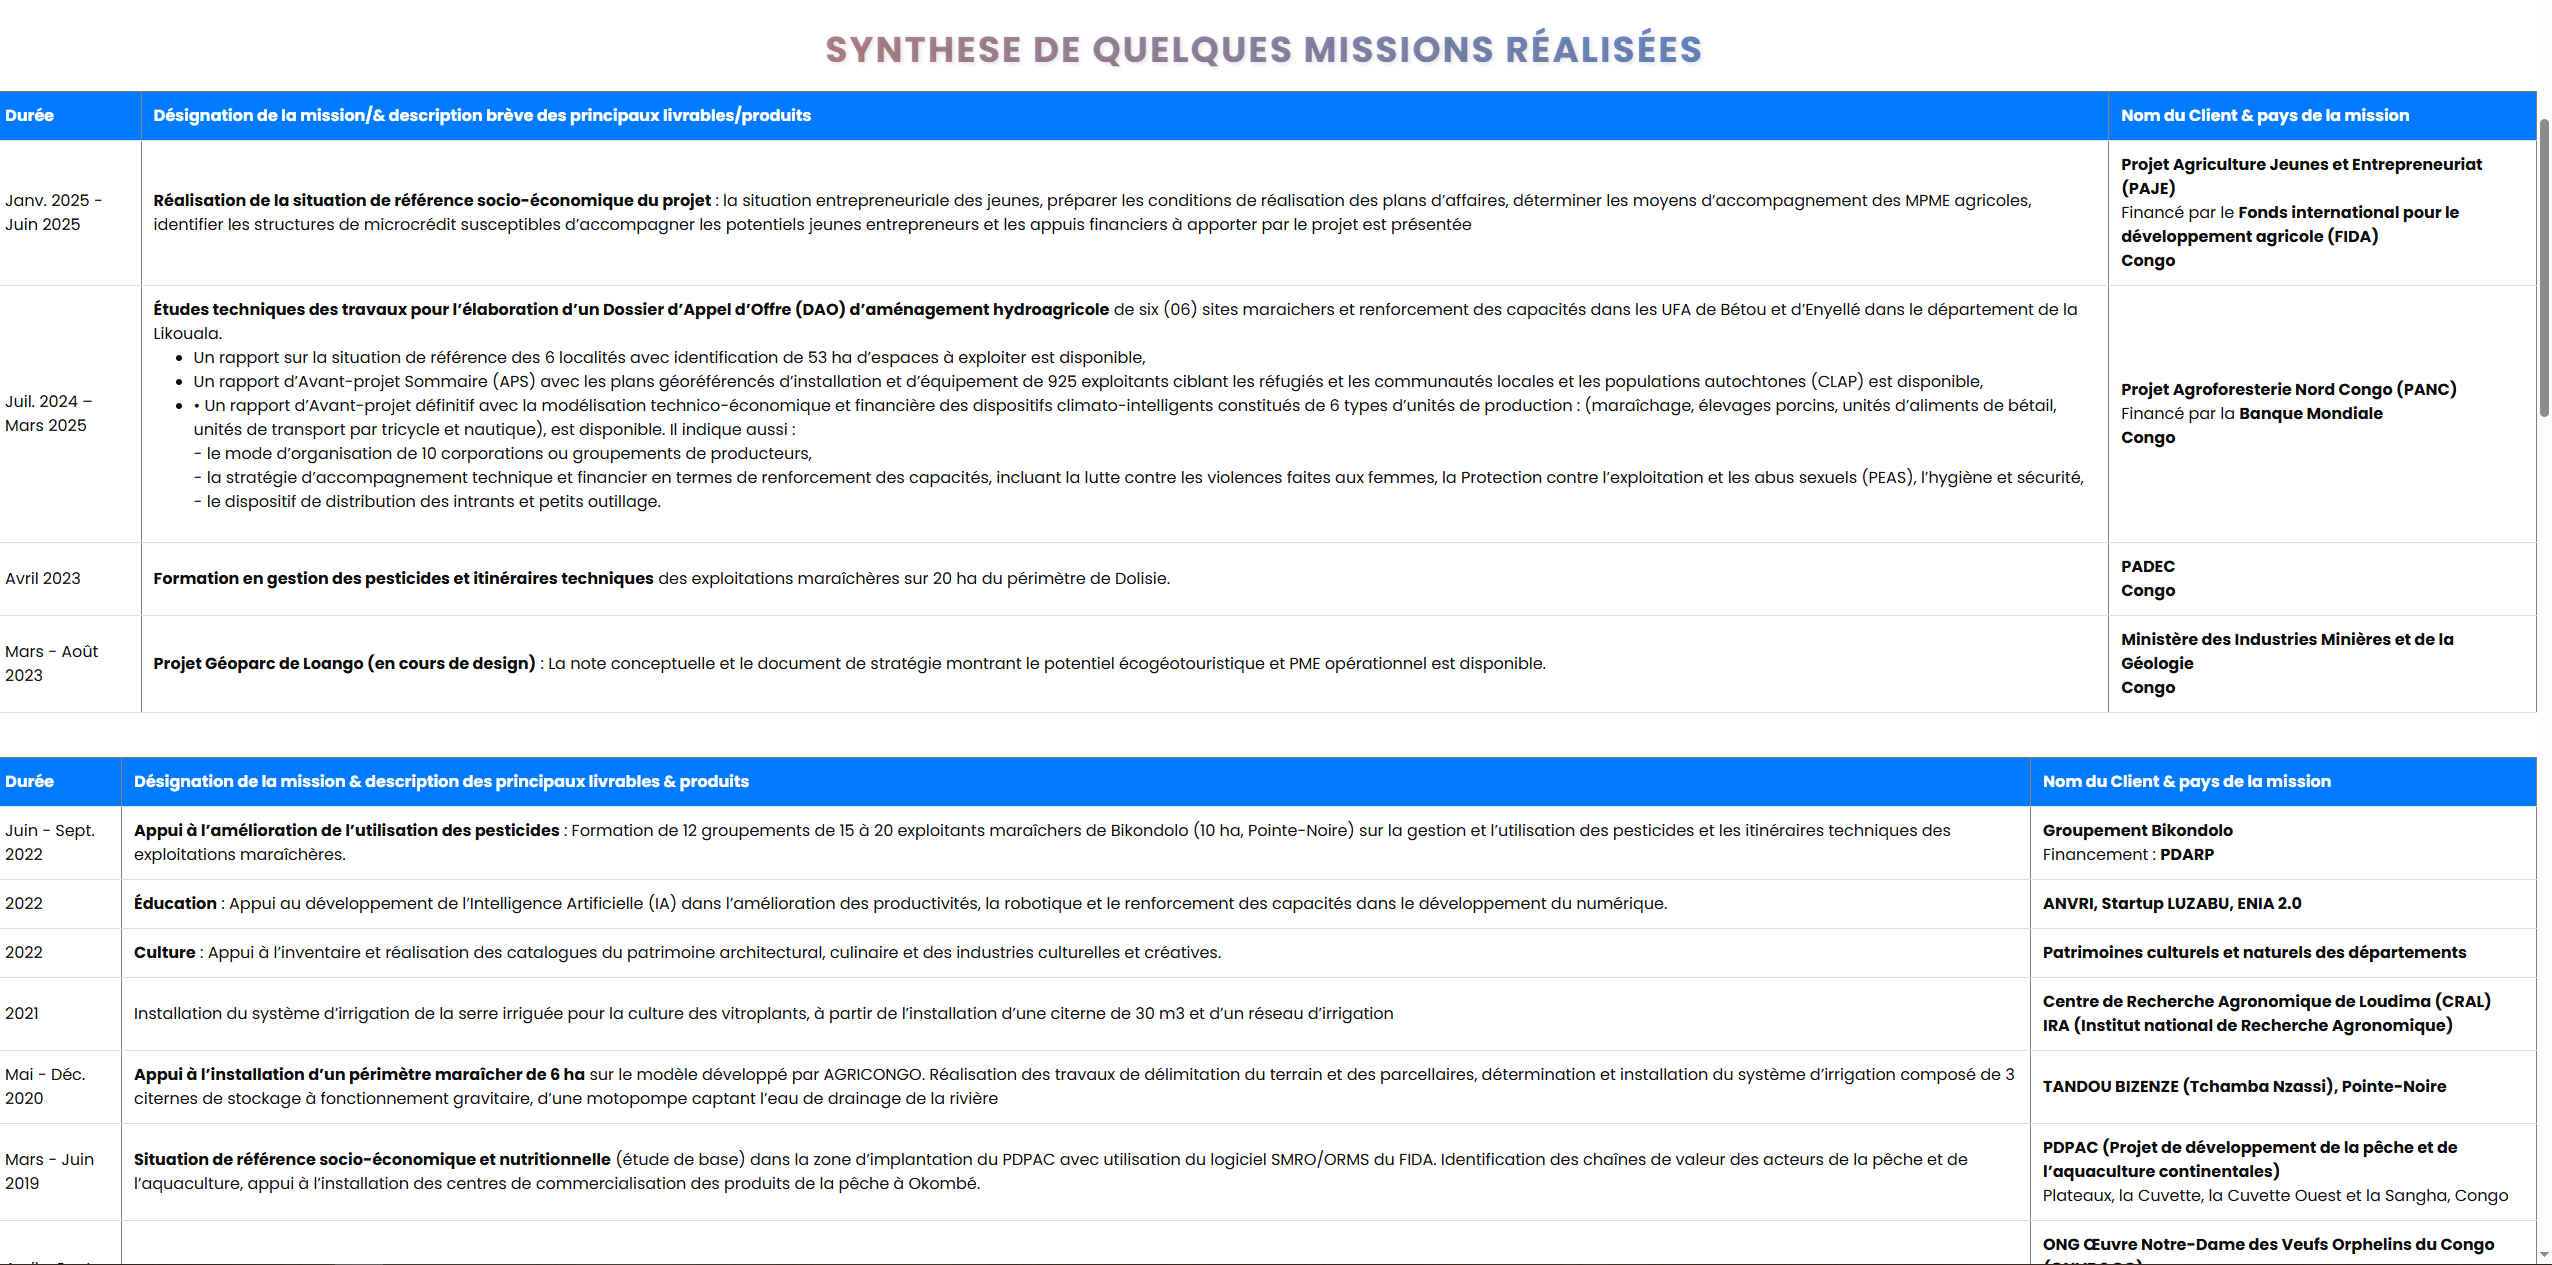 SYNTHESE DE QUELQUES MISSIONS RÉALISÉES
Durée
Désignation de la mission/& description brève des principaux livrables/produits
Nom du Client & pays de la mission
Janv. 2025 -
Juin 2025
Réalisation de la situation de référence socio-économique du projet : la situation entrepreneuriale des jeunes, préparer les conditions de réalisation des plans d’affaires, déterminer les moyens d’accompagnement des MPME agricoles,
identifier les structures de microcrédit susceptibles d’accompagner les potentiels jeunes entrepreneurs et les appuis financiers à apporter par le projet est présentée
Projet Agriculture Jeunes et Entrepreneuriat
(PAJE)
Financé par le Fonds international pour le
développement agricole (FIDA)
Congo
Juil. 2024 –
Mars 2025
Études techniques des travaux pour l’élaboration d’un Dossier d’Appel d’Offre (DAO) d’aménagement hydroagricole de six (06) sites maraichers et renforcement des capacités dans les UFA de Bétou et d’Enyellé dans le département de la
Likouala.
• Un rapport sur la situation de référence des 6 localités avec identification de 53 ha d’espaces à exploiter est disponible,
• Un rapport d’Avant-projet Sommaire (APS) avec les plans géoréférencés d’installation et d’équipement de 925 exploitants ciblant les réfugiés et les communautés locales et les populations autochtones (CLAP) est disponible,
• • Un rapport d’Avant-projet définitif avec la modélisation technico-économique et financière des dispositifs climato-intelligents constitués de 6 types d’unités de production : (maraîchage, élevages porcins, unités d’aliments de bétail,
unités de transport par tricycle et nautique), est disponible. Il indique aussi :
- le mode d’organisation de 10 corporations ou groupements de producteurs,
- la stratégie d’accompagnement technique et financier en termes de renforcement des capacités, incluant la lutte contre les violences faites aux femmes, la Protection contre l’exploitation et les abus sexuels (PEAS), l’hygiène et sécurité,
- le dispositif de distribution des intrants et petits outillage.
Projet Agroforesterie Nord Congo (PANC)
Financé par la Banque Mondiale
Congo
Avril 2023
Formation en gestion des pesticides et itinéraires techniques des exploitations maraîchères sur 20 ha du périmètre de Dolisie.
PADEC
Congo
Mars - Août
2023
Projet Géoparc de Loango (en cours de design) : La note conceptuelle et le document de stratégie montrant le potentiel écogéotouristique et PME opérationnel est disponible.
Ministère des Industries Minières et de la
Géologie
Congo
Durée
Désignation de la mission & description des principaux livrables & produits
Nom du Client & pays de la mission
Juin - Sept.
2022
Appui à l’amélioration de l’utilisation des pesticides : Formation de 12 groupements de 15 à 20 exploitants maraîchers de Bikondolo (10 ha, Pointe-Noire) sur la gestion et l’utilisation des pesticides et les itinéraires techniques des
exploitations maraîchères.
Groupement Bikondolo
Financement : PDARP
2022
Éducation : Appui au développement de l’Intelligence Artificielle (IA) dans l’amélioration des productivités, la robotique et le renforcement des capacités dans le développement du numérique.
ANVRI, Startup LUZABU, ENIA 2.0
2022
Culture : Appui à l’inventaire et réalisation des catalogues du patrimoine architectural, culinaire et des industries culturelles et créatives.
Patrimoines culturels et naturels des départements
2021
Installation du système d’irrigation de la serre irriguée pour la culture des vitroplants, à partir de l’installation d’une citerne de 30 m3 et d’un réseau d’irrigation
Centre de Recherche Agronomique de Loudima (CRAL)
IRA (Institut national de Recherche Agronomique)
Mai - Déc.
2020
Appui à l’installation d’un périmètre maraîcher de 6 ha sur le modèle développé par AGRICONGO. Réalisation des travaux de délimitation du terrain et des parcellaires, détermination et installation du système d’irrigation composé de 3
citernes de stockage à fonctionnement gravitaire, d’une motopompe captant l’eau de drainage de la rivière
TANDOU BIZENZE (Tchamba Nzassi), Pointe-Noire
Mars - Juin
2019
Situation de référence socio-économique et nutritionnelle (étude de base) dans la zone d’implantation du PDPAC avec utilisation du logiciel SMRO/ORMS du FIDA. Identification des chaînes de valeur des acteurs de la pêche et de
l’aquaculture, appui à l’installation des centres de commercialisation des produits de la pêche à Okombé.
PDPAC (Projet de développement de la pêche et de
l’aquaculture continentales)
Plateaux, la Cuvette, la Cuvette Ouest et la Sangha, Congo
ONG Œuvre Notre-Dame des Veufs Orphelins du Congo